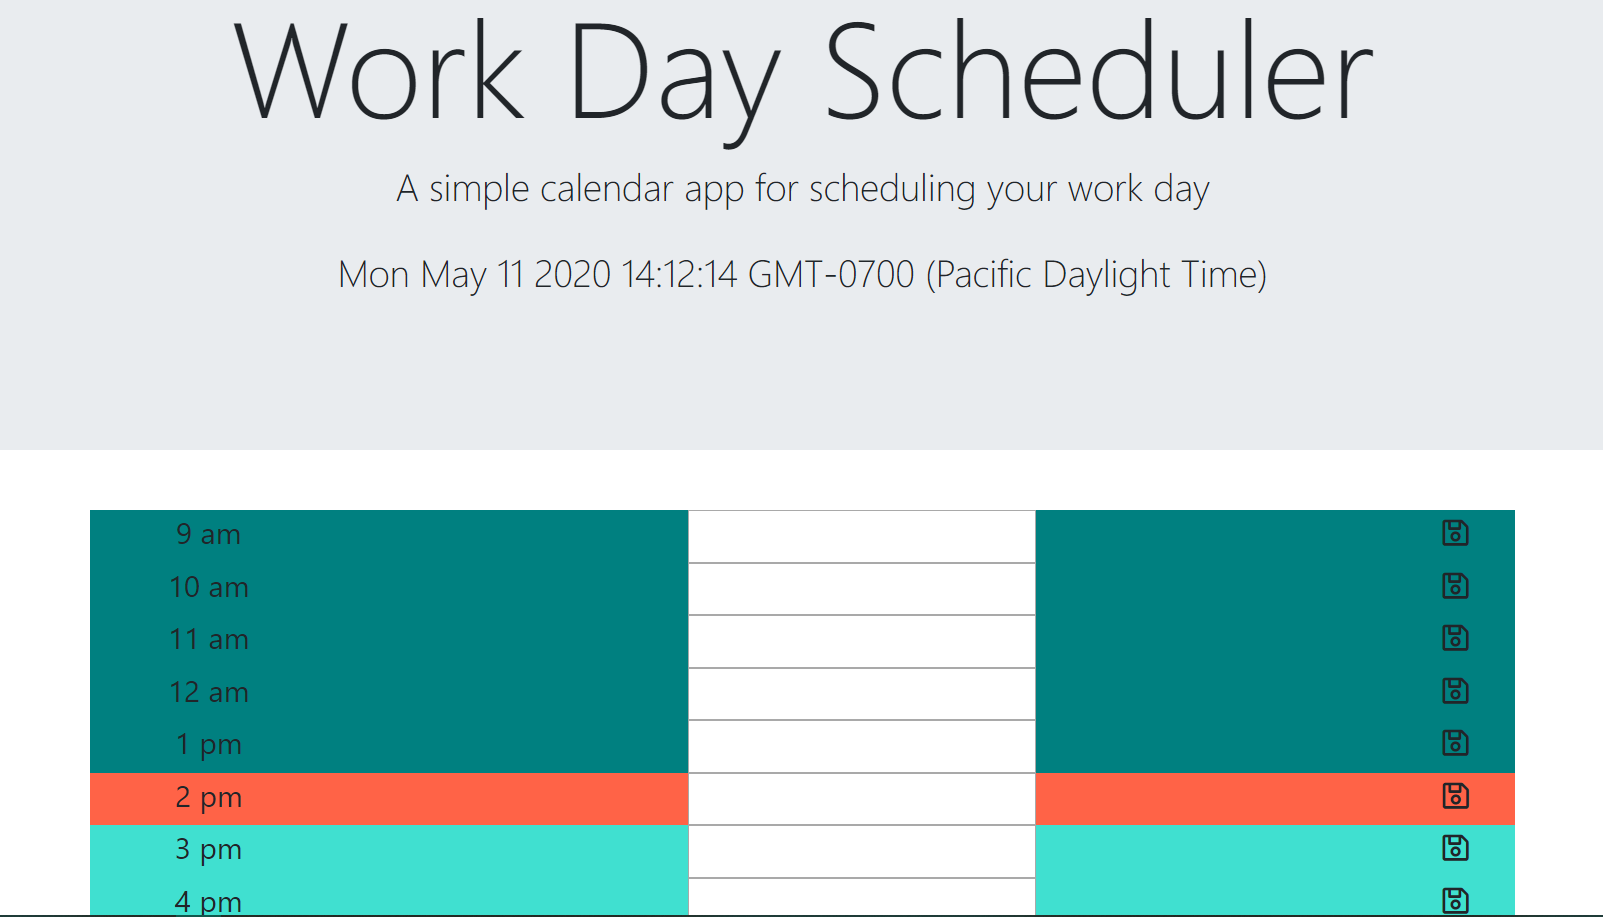 Work Day Scheduler
A simple calendar app for scheduling your work day
Mon May 11 2020 14:12:14 GMT-0700 (Pacific Daylight Time)
9 am
10 am
11 am
12 am
1 pm
2 pm
3 pm
4 pm